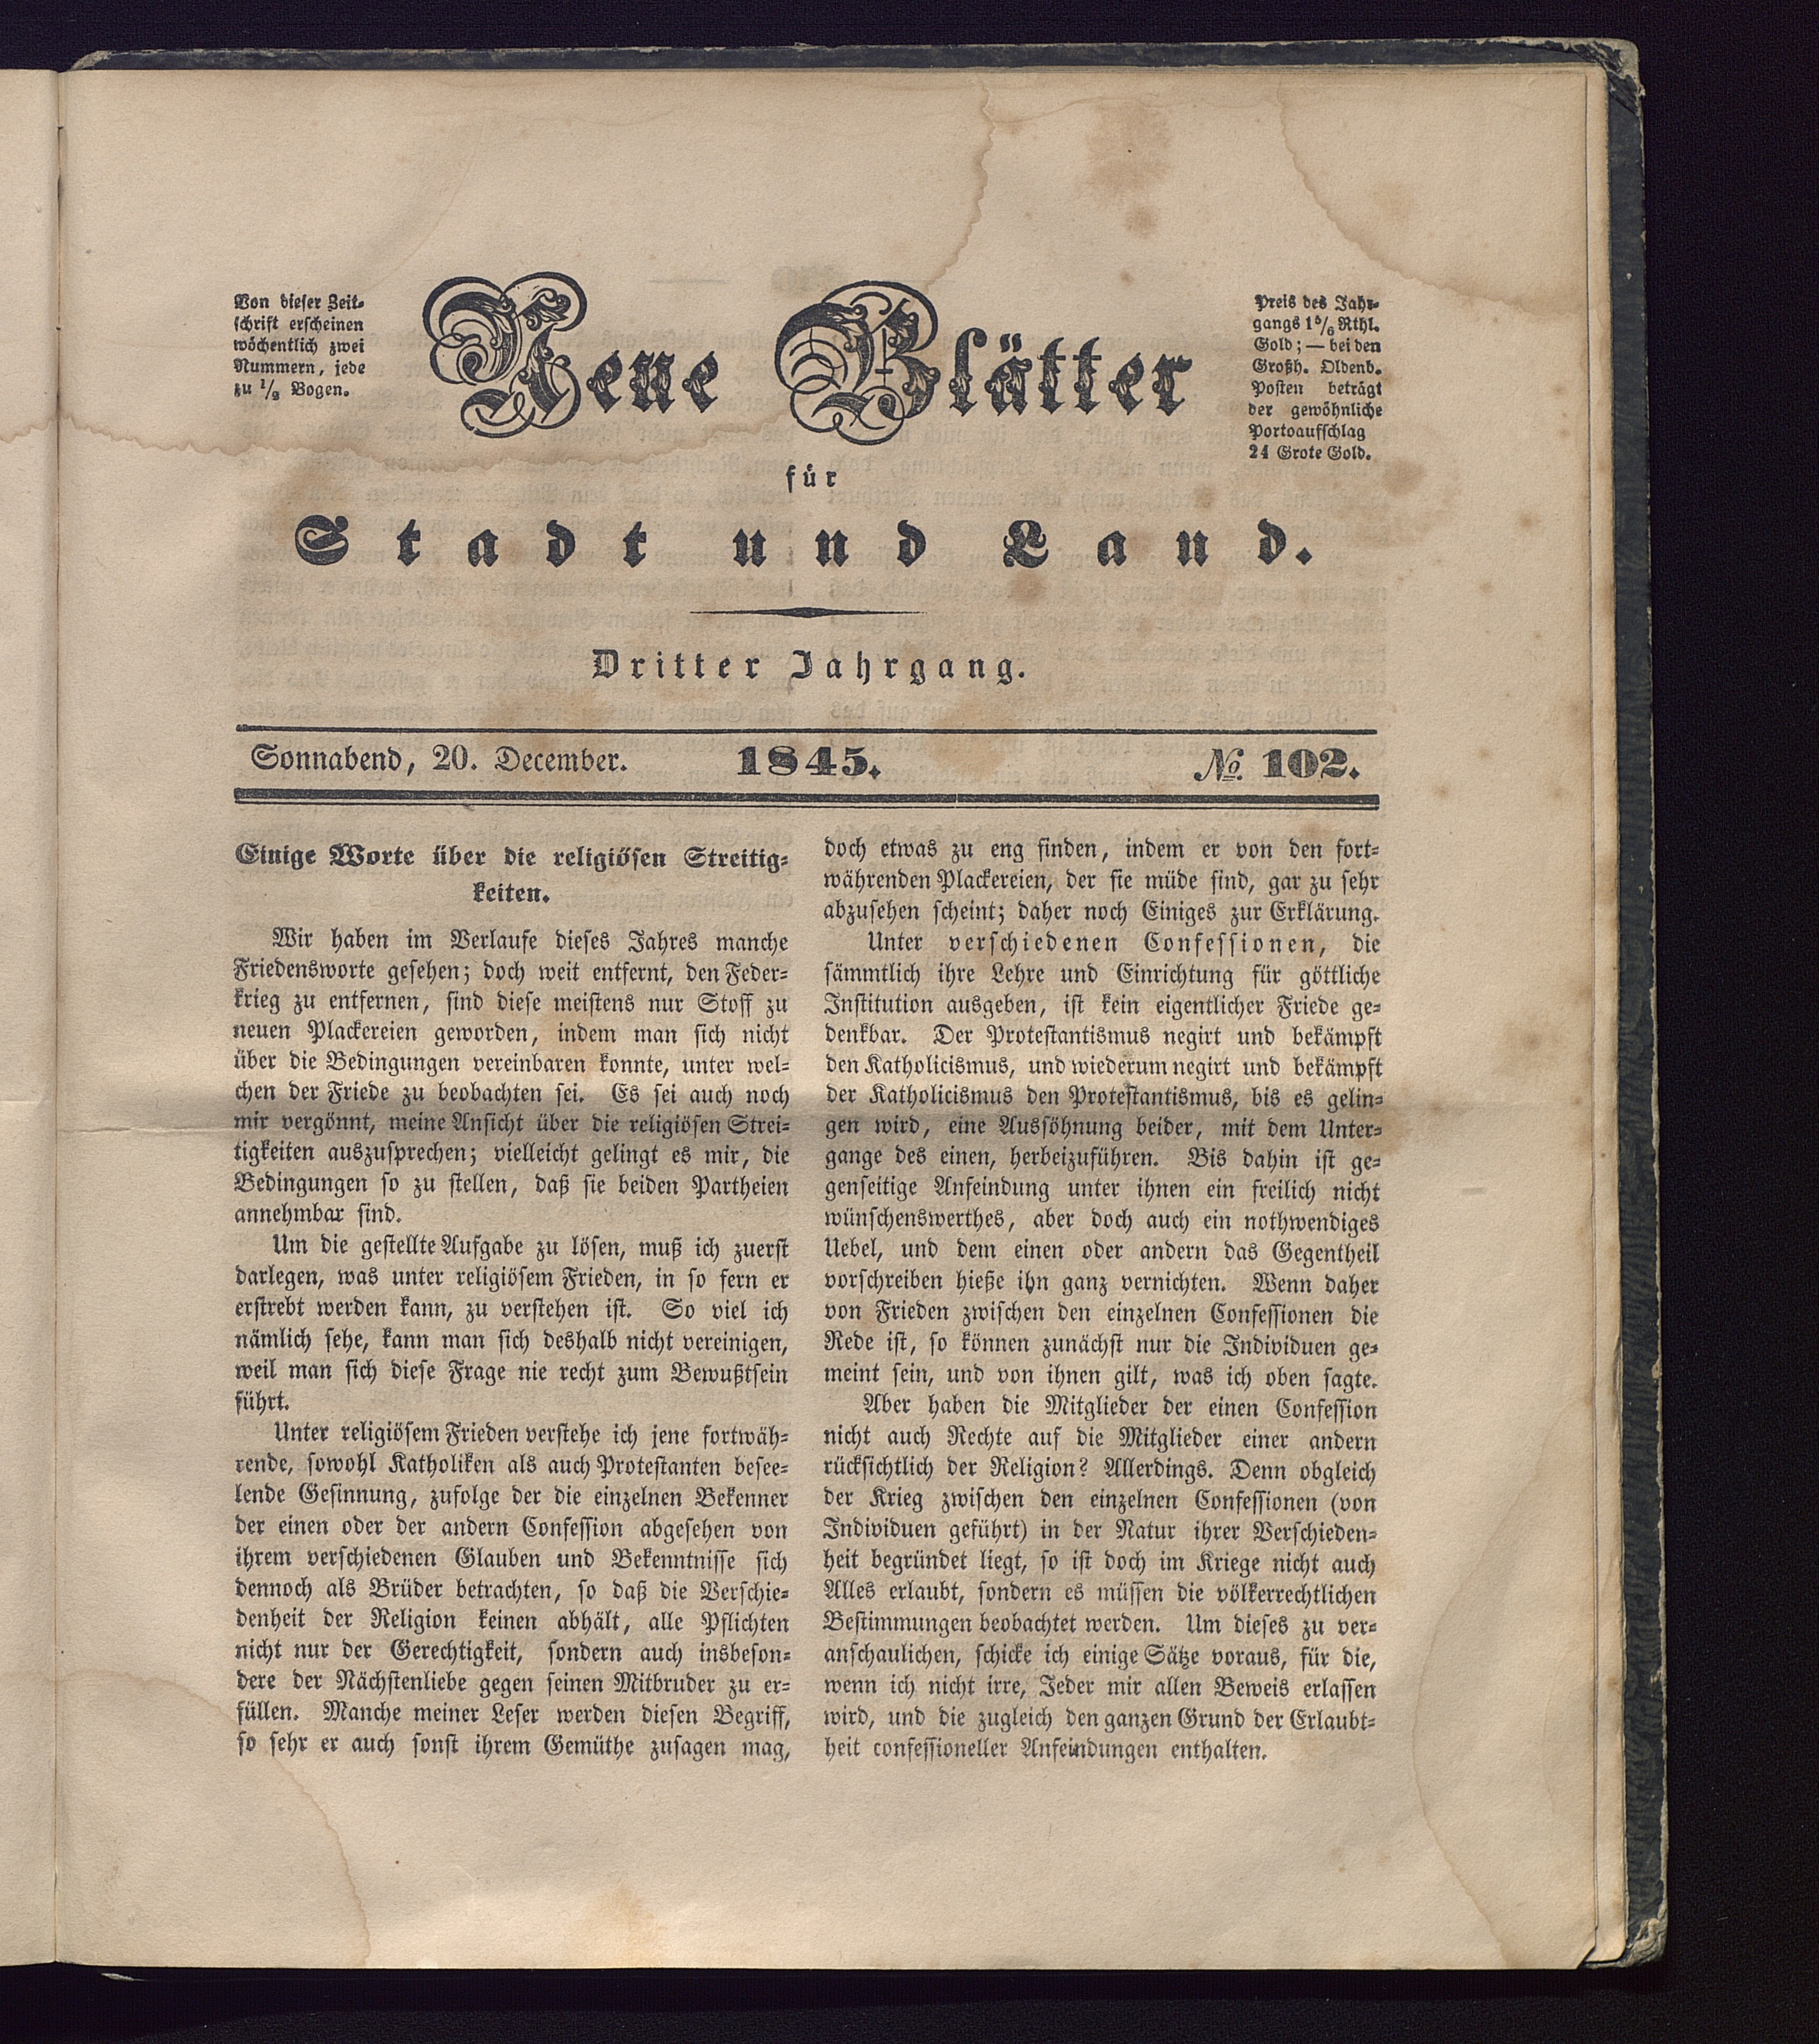 Von dieser Zeit-
schrift erscheinen
wöchentlich zwei
Nummern, jede
zu 1/2 Bogen.
Neue Blätter
Preis des Jahr-
gangs 1 5/6 Rthl.
Gold; — bei den
Großh. Oldenb.
Posten beträgt
der gewöhnliche
Portoaufschlag
24 Grote Gold.
für
Stadt und Land.
Dritter Jahrgang.
Sonnabend, 20. December. 1845. No. 102.
Einige Worte über die religiösen Streitig-
keiten.
Wir haben im Verlaufe dieses Jahres manche
Friedensworte gesehen; doch weit entfernt, den Feder-
krieg zu entfernen, sind diese meistens nur Stoff zu
neuen Plackereien geworden, indem man sich nicht
über die Bedingungen vereinbaren konnte, unter wel-
chen der Friede zu beobachten sei. Es sei auch noch
mir vergönnt, meine Ansicht über die religiösen Strei-
tigkeiten auszusprechen; vielleicht gelingt es mir, die
Bedingungen so zu stellen, daß sie beiden Partheien
annehmbar sind.
Um die gestellte Aufgabe zu lösen, muß ich zuerst
darlegen, was unter religiösem Frieden, in so fern er
erstrebt werden kann, zu verstehen ist. So viel ich
nämlich sehe, kann man sich deshalb nicht vereinigen,
weil man sich diese Frage nie recht zum Bewußtsein
führt.
Unter religiösem Frieden verstehe ich jene fortwäh-
rende, sowohl Katholiken als auch Protestanten besee-
lende Gesinnung, zufolge der die einzelnen Bekenner
der einen oder der andern Confession abgesehen von
ihrem verschiedenen Glauben und Bekenntnisse sich
dennoch als Brüder betrachten, so daß die Verschie-
denheit der Religion keinen abhält, alle Pflichten
nicht nur der Gerechtigkeit, sondern auch insbeson-
dere der Nächstenliebe gegen seinen Mitbruder zu er-
füllen. Manche meiner Leser werden diesen Begriff,
so sehr er auch sonst ihrem Gemüthe zusagen mag,
doch etwas zu eng finden, indem er von den fort-
währenden Plackereien, der sie müde sind, gar zu sehr
abzusehen scheint; daher noch Einiges zur Erklärung.
Unter verschiedenen Confessionen, die
sämmtlich ihre Lehre und Einrichtung für göttliche
Institution ausgeben, ist kein eigentlicher Friede ge-
denkbar. Der Protestantismus negirt und bekämpft
den Katholicismus, und wiederum negirt und bekämpft
der Katholicismus den Protestantismus, bis es gelin-
gen wird, eine Aussöhnung beider, mit dem Unter-
gange des einen, herbeizuführen. Bis dahin ist ge-
genseitige Anfeindung unter ihnen ein freilich nicht
wünschenswerthes, aber doch auch ein nothwendiges
Uebel, und dem einen oder andern das Gegentheil
vorschreiben hieße ihn ganz vernichten. Wenn daher
von Frieden zwischen den einzelnen Confessionen die
Rede ist, so können zunächst nur die Individuen ge-
meint sein, und von ihnen gilt, was ich oben sagte.
Aber haben die Mitglieder der einen Confession
nicht auch Rechte auf die Mitglieder einer andern
rücksichtlich der Religion? Allerdings. Denn obgleich
der Krieg zwischen den einzelnen Confessionen (von
Individuen geführt) in der Natur ihrer Verschieden-
heit begründet liegt, so ist doch im Kriege nicht auch
Alles erlaubt, sondern es müssen die völkerrechtlichen
Bestimmungen beobachtet werden. Um dieses zu ver-
anschaulichen, schicke ich einige Sätze voraus, für die,
wenn ich nicht irre, Jeder mir allen Beweis erlassen
wird, und die zugleich den ganzen Grund der Erlaubt-
heit confessioneller Anfeindungen enthalten.